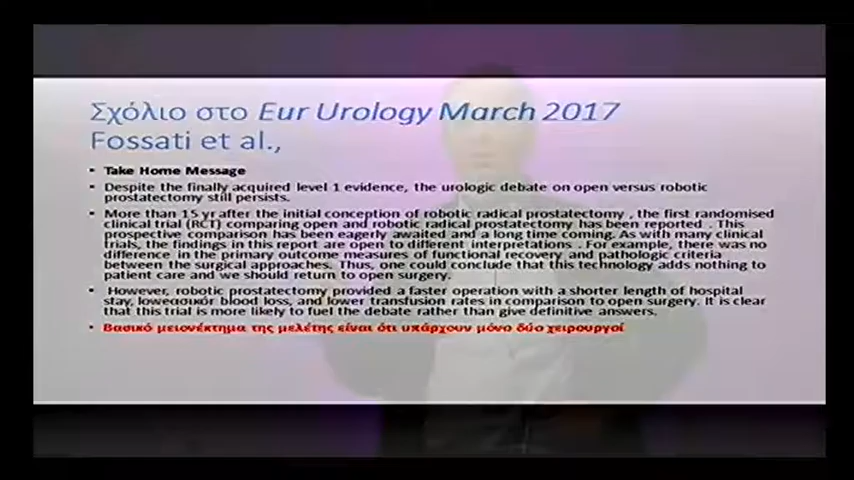 Σχόλιο στο Eur Urology March 2017
Fossati et al.,
Take Home Message
Despite the finally acquired level 1 evidence, the urologic debate on open versus robotic
prostatectomy still persists.
More than 15 yr after the initial conception of robotic radical prostatectomy , the first randomised
clinical trial (RCT) comparing open and robotic radical prostatectomy has been reported . This
prospective comparison has been eagerly awaited and a long time coming. As with many clinical
trials, the findings in this report are open to different interpretations . For example, there was no
difference in the primary outcome measures of functional recovery and pathologic criteria
between the surgical approaches. Thus, one could conclude that this technology adds nothing to
patient care and we should return to open surgery.
However, robotic prostatectomy provided a faster operation with a shorter length of hospital
stay, blood loss, and lower transfusion rates in comparison to open surgery. It is clear
that this trial is more likely to fuel the debate rather than give definitive answers.
Βασικό μειονέκτημα της μελέτης είναι ότι υπάρχουν μόνο δύο χειρουργοί